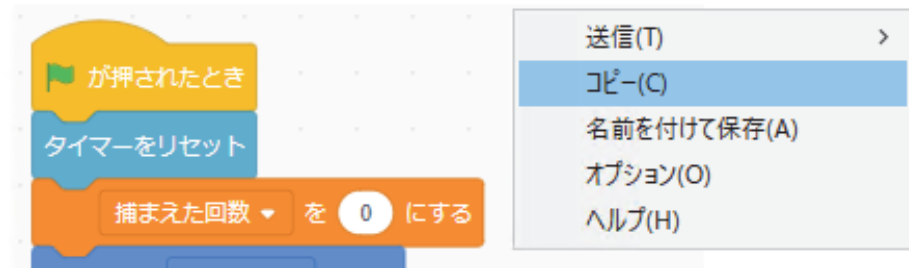 が押されたとき
タイマーをリセット
捕まえた回数 を 0 にする
送信(T)
コピー(C)
名前を付けて保存(A)
オプション(O)
ヘルプ(H)